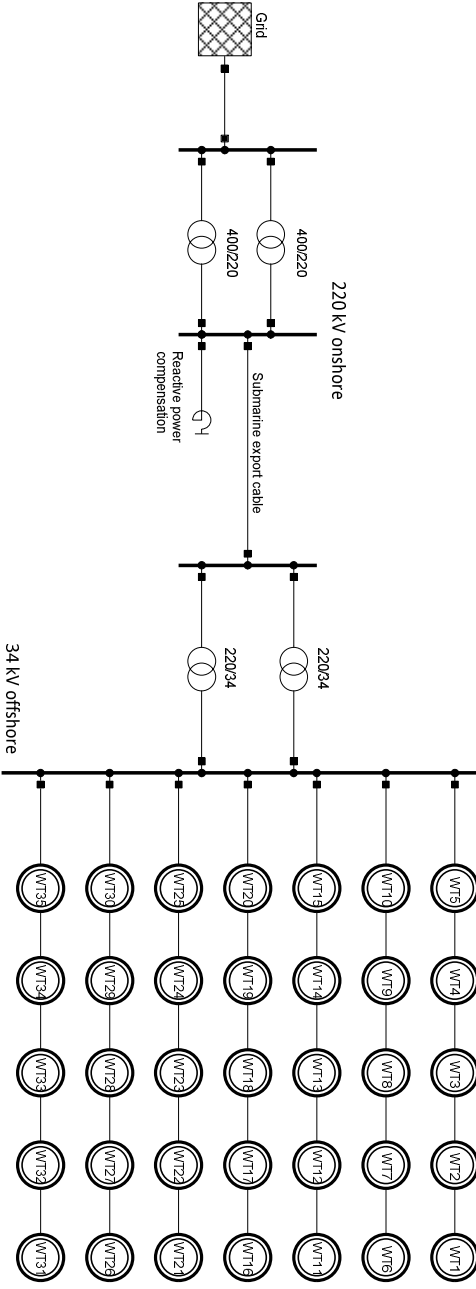 Grid
400/220
400/220
220 kV onshore
Reactive power
compensation
Submarine export cable
220/34
220/34
34 kV offshore
WT5
WT4
WT3
WT2
WT1
WT10
WT9
WT8
WT7
WT6
WT15
WT14
WT13
WT12
WT11
WT20
WT19
WT18
WT17
WT16
WT25
WT24
WT23
WT22
WT21
WT30
WT29
WT28
WT27
WT26
WT35
WT34
WT33
WT32
WT31